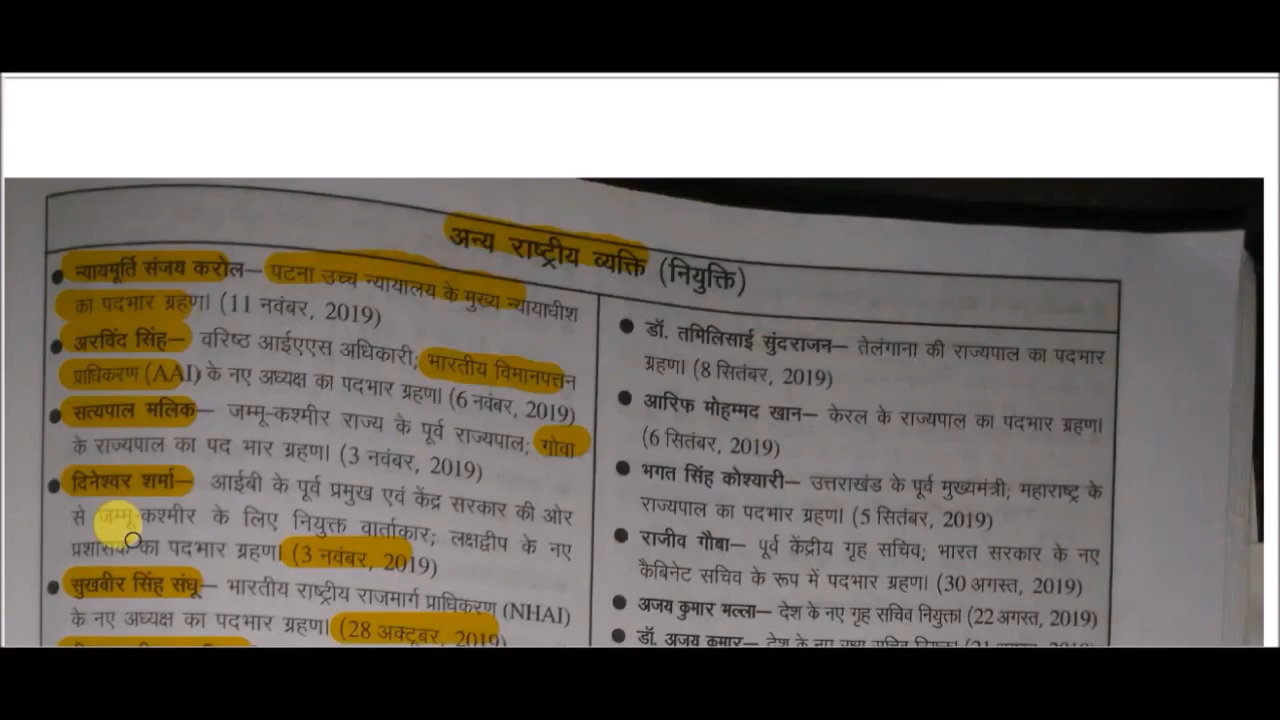 अन्य राष्ट्रीय व्यक्ति (नियुक्ति)
न्यायमूर्ति संजय करोल– पटना उच्च न्यायालय के मुख्य न्यायाधीश
का पदभार ग्रहण। (11 नवंबर, 2019)
अरविंद सिंह– वरिष्ठ आईएएस अधिकारी; भारतीय विमानपत्तन
प्राधिकरण (AAI) के नए अध्यक्ष का पदभार ग्रहण। (6 नवंबर, 2019)
सत्यपाल मलिक– जम्मू-कश्मीर राज्य के पूर्व राज्यपाल; गोवा
के राज्यपाल का पद भार ग्रहण। (3 नवंबर, 2019)
दिनेश्वर शर्मा– आईबी के पूर्व प्रमुख एवं केंद्र सरकार की ओर
से जम्मू-कश्मीर के लिए नियुक्त वार्ताकार; लक्षद्वीप के नए
प्रशासक का पदभार ग्रहण। (3 नवंबर, 2019)
सुखबीर सिंह संधू– भारतीय राष्ट्रीय राजमार्ग प्राधिकरण (NHAI)
के नए अध्यक्ष का पदभार ग्रहण। (28 अक्टूबर, 2019)
डॉ. तमिलिसाई सुंदराजन– तेलंगाना की राज्यपाल का पदभार
ग्रहण। (8 सितंबर, 2019)
आरिफ मोहम्मद खान– केरल के राज्यपाल का पदभार ग्रहण।
(6 सितंबर, 2019)
भगत सिंह कोश्यारी– उत्तराखंड के पूर्व मुख्यमंत्री; महाराष्ट्र के
राज्यपाल का पदभार ग्रहण। (5 सितंबर, 2019)
राजीव गौबा– पूर्व केंद्रीय गृह सचिव; भारत सरकार के नए
कैबिनेट सचिव के रूप में पदभार ग्रहण। (30 अगस्त, 2019)
अजय कुमार भल्ला– देश के नए गृह सचिव नियुक्त। (22 अगस्त, 2019)
डॉ. अजय कुमार– देश के नए रक्षा सचिव नियुक्त।